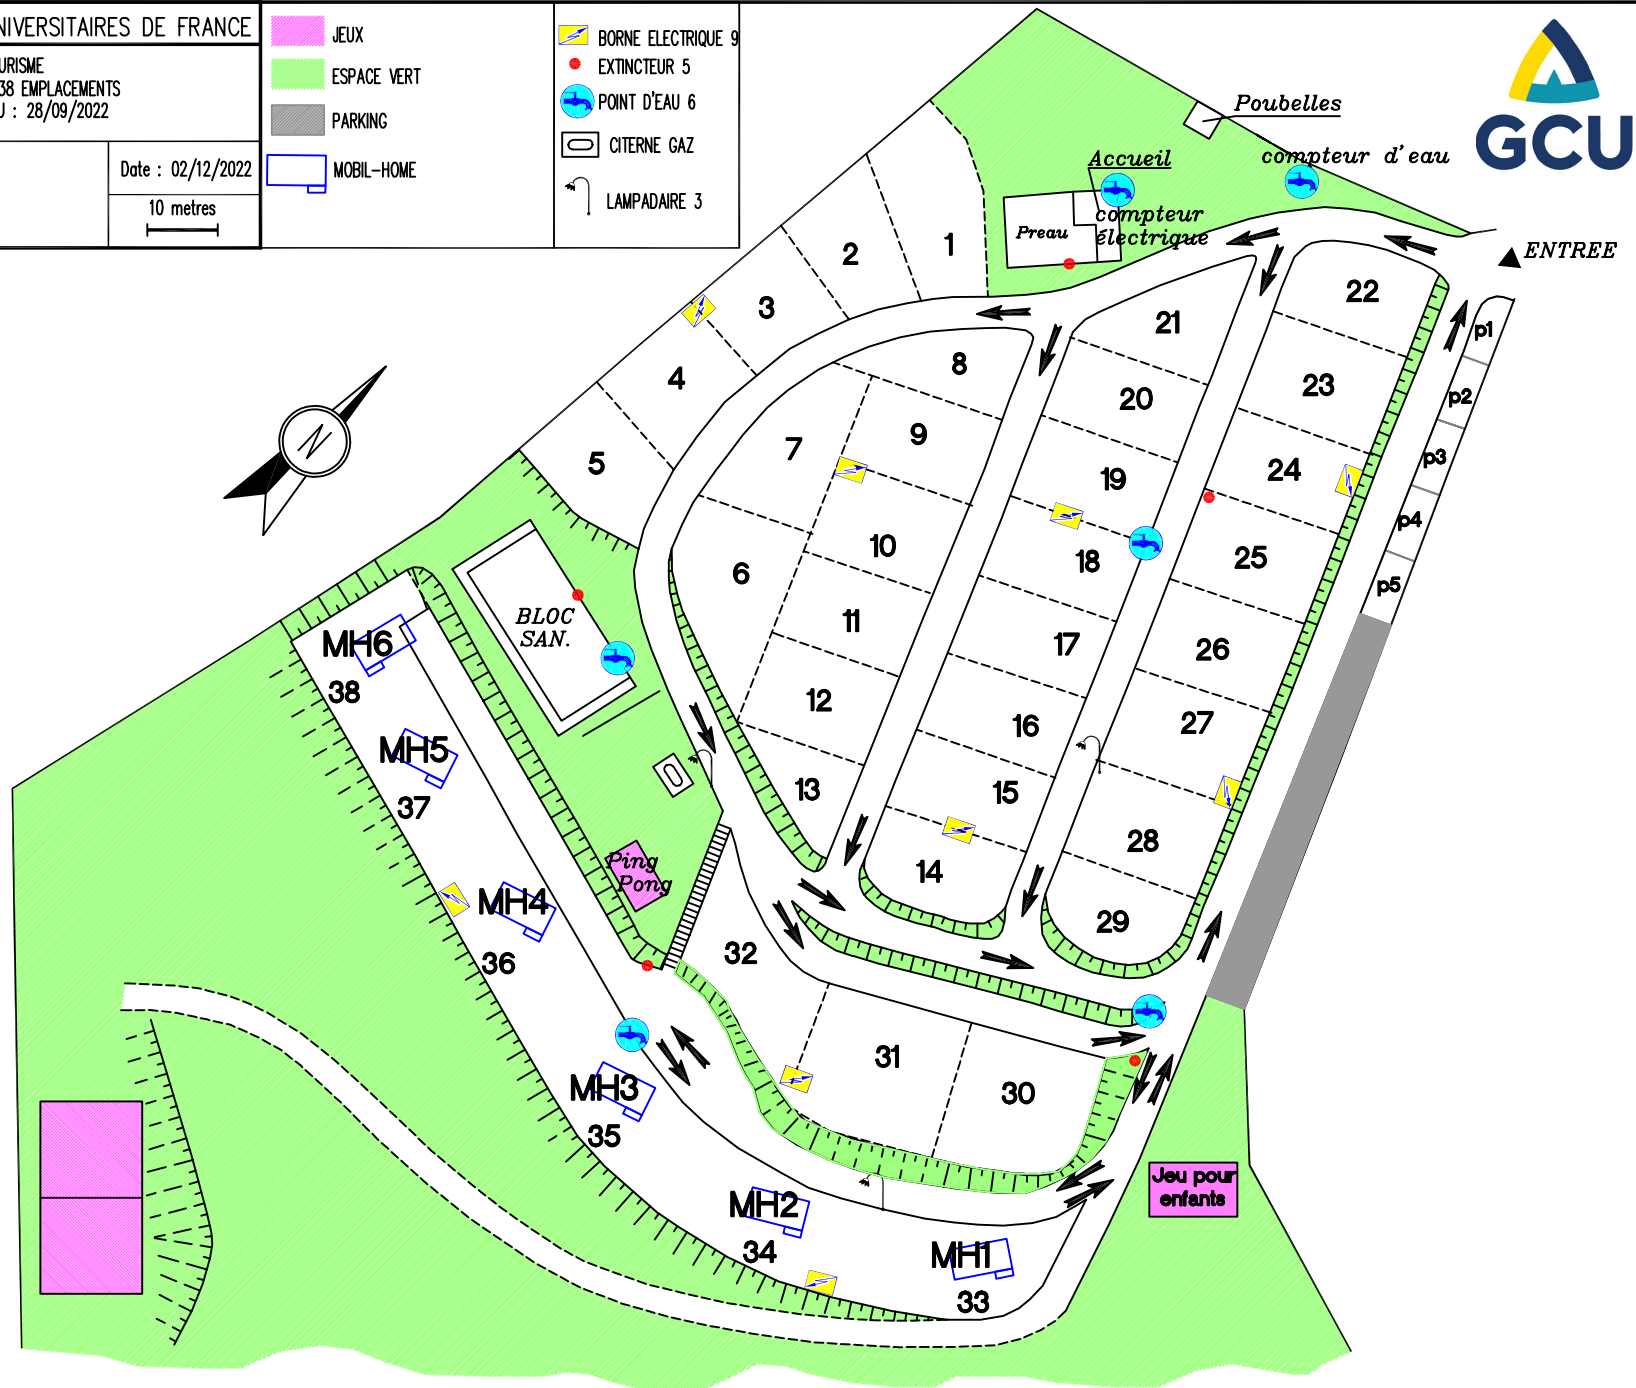 NIVERSITAIRES DE FRANCE
URISME
38 EMPLACEMENTS
U : 28/09/2022
Date : 02/12/2022
10 metres
JEUX
ESPACE VERT
PARKING
MOBIL-HOME
BORNE ELECTRIQUE 9
EXTINCTEUR 5
POINT D'EAU 6
CITERNE GAZ
LAMPADAIRE 3
GCU
Poubelles
Accueil
compteur d'eau
compteur
électrique
Preau
ENTREE
1
2
3
4
5
6
7
8
9
10
11
12
13
14
15
16
17
18
19
20
21
22
23
24
25
26
27
28
29
30
31
32
p1
p2
p3
p4
p5
N
BLOC
SAN.
Ping
Pong
MH6
38
MH5
37
MH4
36
MH3
35
MH2
34
MH1
33
Jeu pour
enfants